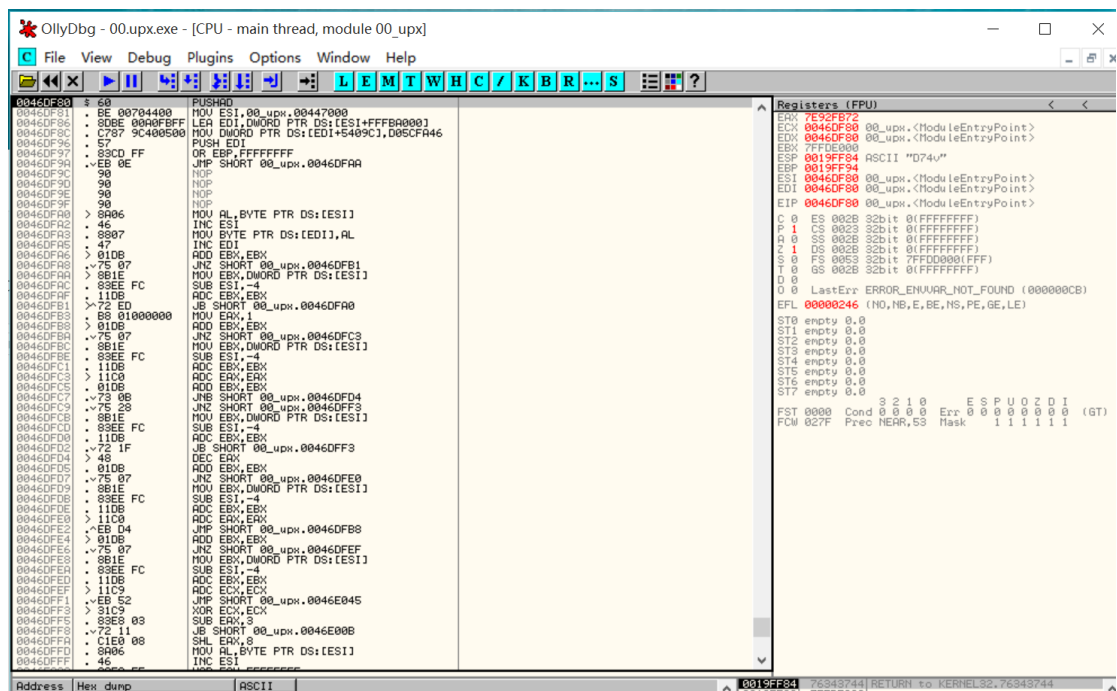 OllyDbg - 00.upx.exe - [CPU - main thread, module 00_upx]
C File View Debug Plugins Options Window Help
L E M T W H C / K B R ... S ?
0046DF80 $ 60 PUSHAD
0046DF81 . BE 00704400 MOV ESI,00_upx.00447000
0046DF86 . 8DBE 00A0FBFF LEA EDI,DWORD PTR DS:[ESI+FFFBA000]
0046DF8C . C787 9C400500 MOV DWORD PTR DS:[EDI+5409C],D05CFA46
0046DF96 . 57 PUSH EDI
0046DF97 . 83CD FF OR EBP,FFFFFFFF
0046DF9A .vEB 0E JMP SHORT 00_upx.0046DFAA
0046DF9C 90 NOP
0046DF9D 90 NOP
0046DF9E 90 NOP
0046DF9F 90 NOP
0046DFA0 > 8A06 MOV AL,BYTE PTR DS:[ESI]
0046DFA2 . 46 INC ESI
0046DFA3 . 8807 MOV BYTE PTR DS:[EDI],AL
0046DFA5 . 47 INC EDI
0046DFA6 > 01DB ADD EBX,EBX
0046DFA8 .v75 07 JNZ SHORT 00_upx.0046DFB1
0046DFAA > 8B1E MOV EBX,DWORD PTR DS:[ESI]
0046DFAC . 83EE FC SUB ESI,-4
0046DFAF . 11DB ADC EBX,EBX
0046DFB1 >^72 ED JB SHORT 00_upx.0046DFA0
0046DFB3 . B8 01000000 MOV EAX,1
0046DFB8 > 01DB ADD EBX,EBX
0046DFBA .v75 07 JNZ SHORT 00_upx.0046DFC3
0046DFBC . 8B1E MOV EBX,DWORD PTR DS:[ESI]
0046DFBE . 83EE FC SUB ESI,-4
0046DFC1 . 11DB ADC EBX,EBX
0046DFC3 > 11C0 ADC EAX,EAX
0046DFC5 . 01DB ADD EBX,EBX
0046DFC7 .v73 0B JNB SHORT 00_upx.0046DFD4
0046DFC9 .v75 28 JNZ SHORT 00_upx.0046DFF3
0046DFCB . 8B1E MOV EBX,DWORD PTR DS:[ESI]
0046DFCD . 83EE FC SUB ESI,-4
0046DFD0 . 11DB ADC EBX,EBX
0046DFD2 .v72 1F JB SHORT 00_upx.0046DFF3
0046DFD4 > 48 DEC EAX
0046DFD5 . 01DB ADD EBX,EBX
0046DFD7 .v75 07 JNZ SHORT 00_upx.0046DFE0
0046DFD9 . 8B1E MOV EBX,DWORD PTR DS:[ESI]
0046DFDB . 83EE FC SUB ESI,-4
0046DFDE . 11DB ADC EBX,EBX
0046DFE0 > 11C0 ADC EAX,EAX
0046DFE2 .^EB D4 JMP SHORT 00_upx.0046DFB8
0046DFE4 > 01DB ADD EBX,EBX
0046DFE6 .v75 07 JNZ SHORT 00_upx.0046DFEF
0046DFE8 . 8B1E MOV EBX,DWORD PTR DS:[ESI]
0046DFEA . 83EE FC SUB ESI,-4
0046DFED . 11DB ADC EBX,EBX
0046DFEF > 11C9 ADC ECX,ECX
0046DFF1 .vEB 52 JMP SHORT 00_upx.0046E045
0046DFF3 > 31C9 XOR ECX,ECX
0046DFF5 . 83E8 03 SUB EAX,3
0046DFF8 .v72 11 JB SHORT 00_upx.0046E00B
0046DFFA . C1E0 08 SHL EAX,8
0046DFFD . 8A06 MOV AL,BYTE PTR DS:[ESI]
0046DFFF . 46 INC ESI
Registers (FPU) < <
EAX 7E92FB72
ECX 0046DF80 00_upx.<ModuleEntryPoint>
EDX 0046DF80 00_upx.<ModuleEntryPoint>
EBX 7FFDE000
ESP 0019FF84 ASCII "D74v"
EBP 0019FF94
ESI 0046DF80 00_upx.<ModuleEntryPoint>
EDI 0046DF80 00_upx.<ModuleEntryPoint>
EIP 0046DF80 00_upx.<ModuleEntryPoint>
C 0 ES 002B 32bit 0(FFFFFFFF)
P 1 CS 0023 32bit 0(FFFFFFFF)
A 0 SS 002B 32bit 0(FFFFFFFF)
Z 1 DS 002B 32bit 0(FFFFFFFF)
S 0 FS 0053 32bit 7FFDD000(FFF)
T 0 GS 002B 32bit 0(FFFFFFFF)
D 0
O 0 LastErr ERROR_ENVVAR_NOT_FOUND (000000CB)
EFL 00000246 (NO,NB,E,BE,NS,PE,GE,LE)
ST0 empty 0.0
ST1 empty 0.0
ST2 empty 0.0
ST3 empty 0.0
ST4 empty 0.0
ST5 empty 0.0
ST6 empty 0.0
ST7 empty 0.0
3 2 1 0 E S P U O Z D I
FST 0000 Cond 0 0 0 0 Err 0 0 0 0 0 0 0 0 (GT)
FCW 027F Prec NEAR,53 Mask 1 1 1 1 1 1
Address Hex dump ASCII
0019FF84 76343744 RETURN to KERNEL32.76343744